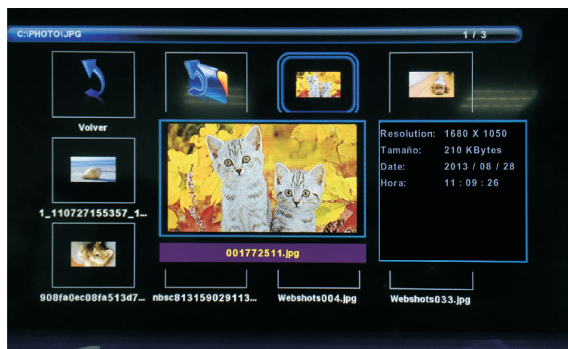 C:\PHOTO\JPG
1 / 3
Volver
Resolution: 1680 X 1050
Tamaño: 210 KBytes
Date: 2013 / 08 / 28
Hora: 11 : 09 : 26
1_110727155357_1...
001772511.jpg
908fa0ec08fa513d7...
nbsc813159029113...
Webshots004.jpg
Webshots033.jpg